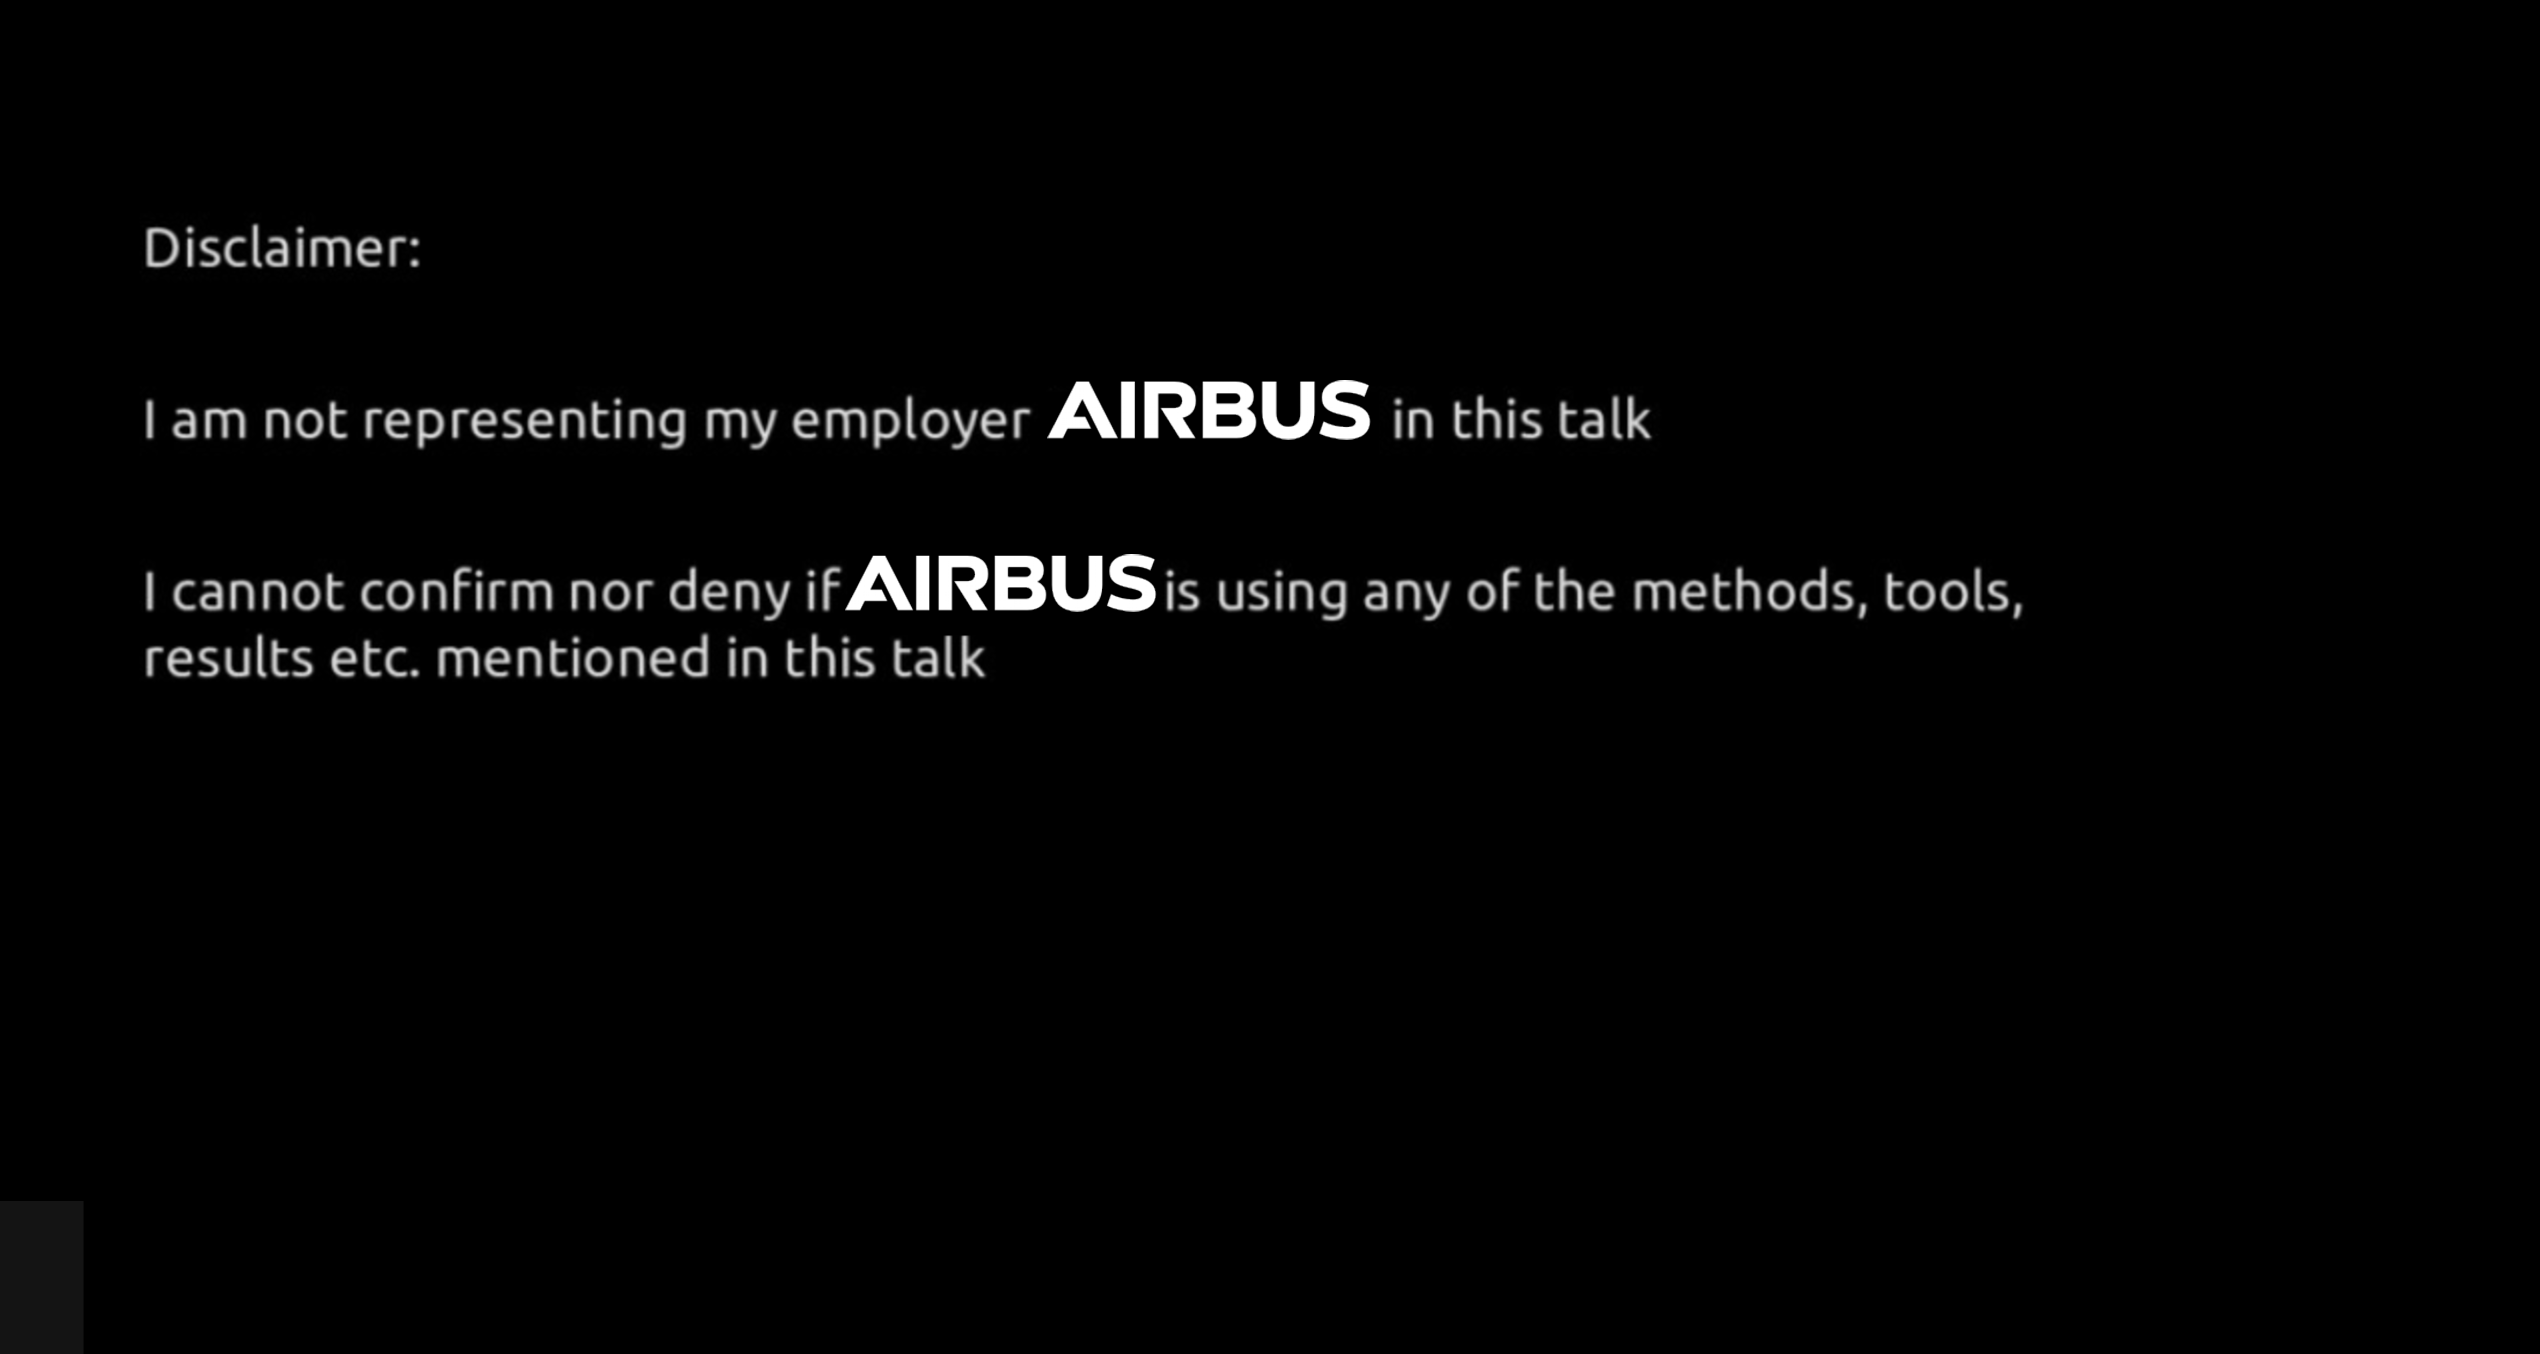 Disclaimer:
I am not representing my employer AIRBUS in this talk
I cannot confirm nor deny if AIRBUS is using any of the methods, tools,
results etc. mentioned in this talk